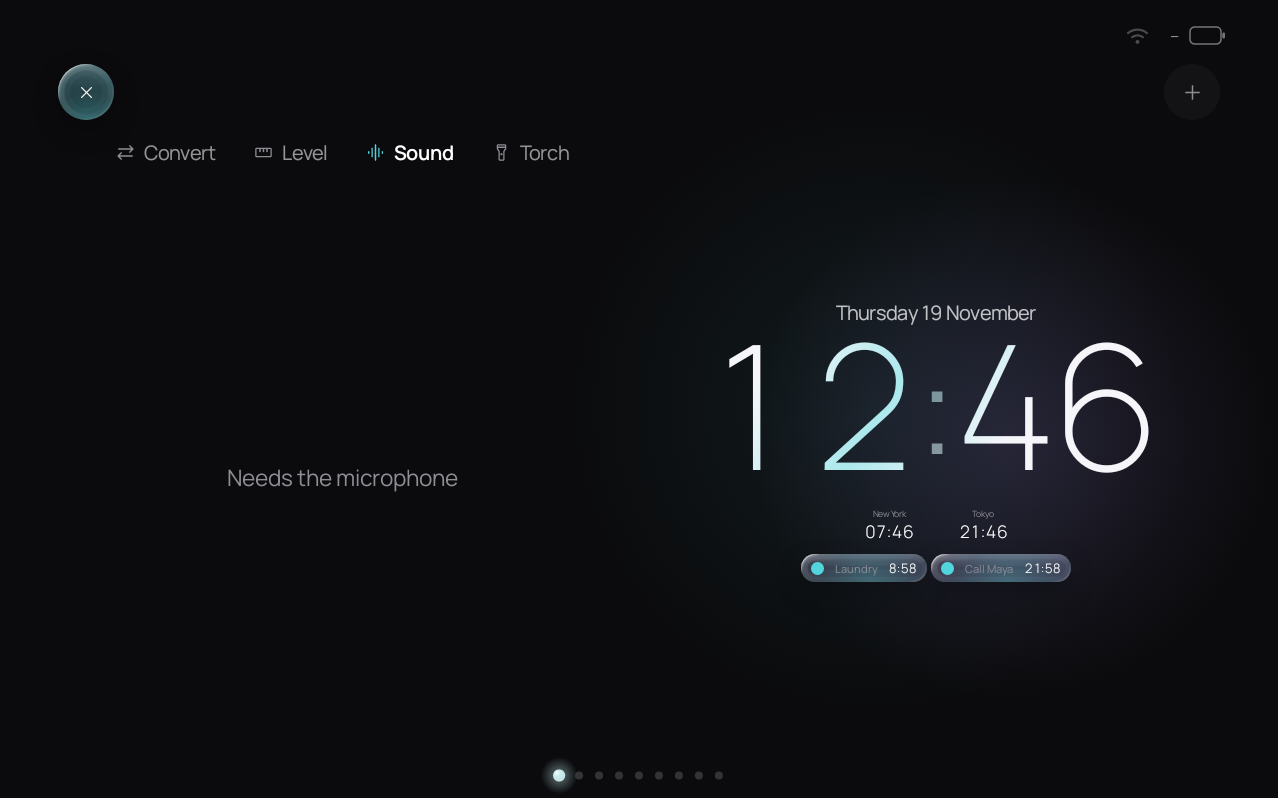 –
Convert Level Sound Torch
Thursday 19 November
12:46
Needs the microphone
New York Tokyo
07:46 21:46
Laundry 8:58 Call Maya 21:58